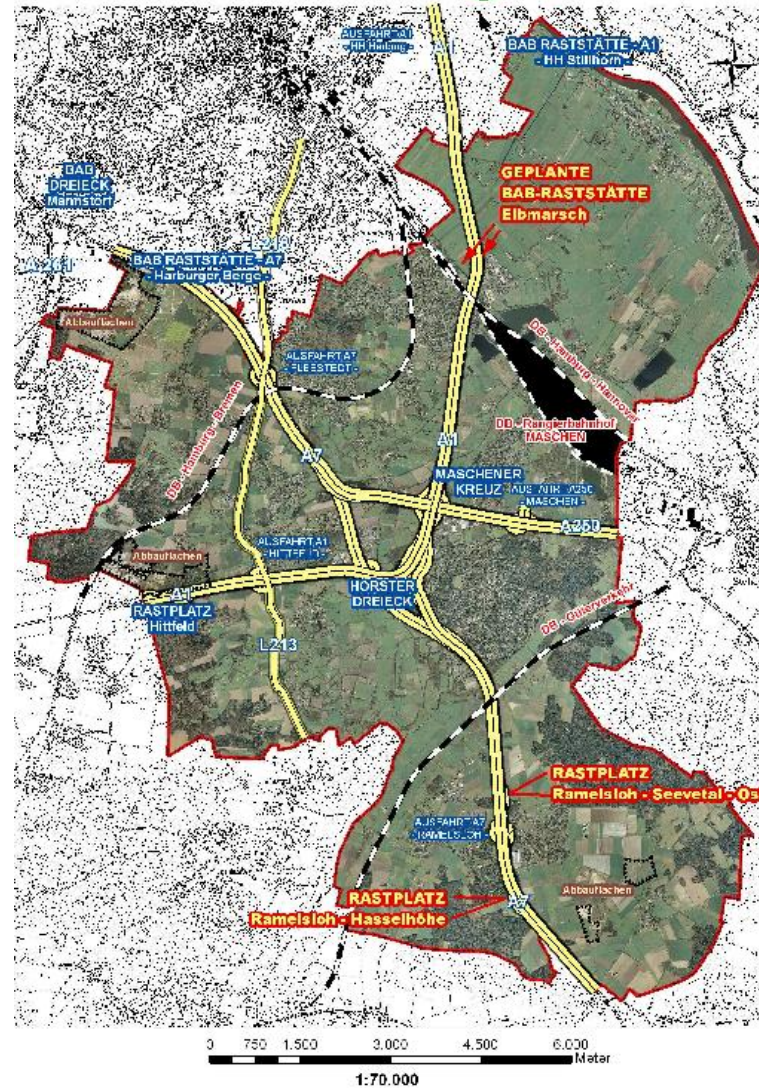 AUSFAHRT A1
- HH Harburg -
A1
BAB RASTSTÄTTE - A1
- HH Stillhorn -
BAB
DREIECK
GEPLANTE
BAB-RASTSTÄTTE
Elbmarsch
L213
BAB RASTSTÄTTE - A7
- Harburger Berge -
Abbauflächen
AUSFAHRT A7
- FLEESTEDT -
DB - Hamburg - Hannover
DB - Hamburg - Bremen
DB - Rangierbahnhof
MASCHEN
A7
A1
MASCHENER
KREUZ
AUSFAHRT A250
- MASCHEN -
A250
AUSFAHRT A1
- HITTFELD -
Abbauflächen
A1
RASTPLATZ
Hittfeld
HORSTER
DREIECK
L213
DB - Güterverkehr
RASTPLATZ
Ramelsloh - Seevetal - Os
AUSFAHRT A7
- RAMELSLOH -
RASTPLATZ
Ramelsloh - Hasselhöhe
A7
Abbauflächen
0 750 1.500 3.000 4.500 6.000
Meter
1:70.000